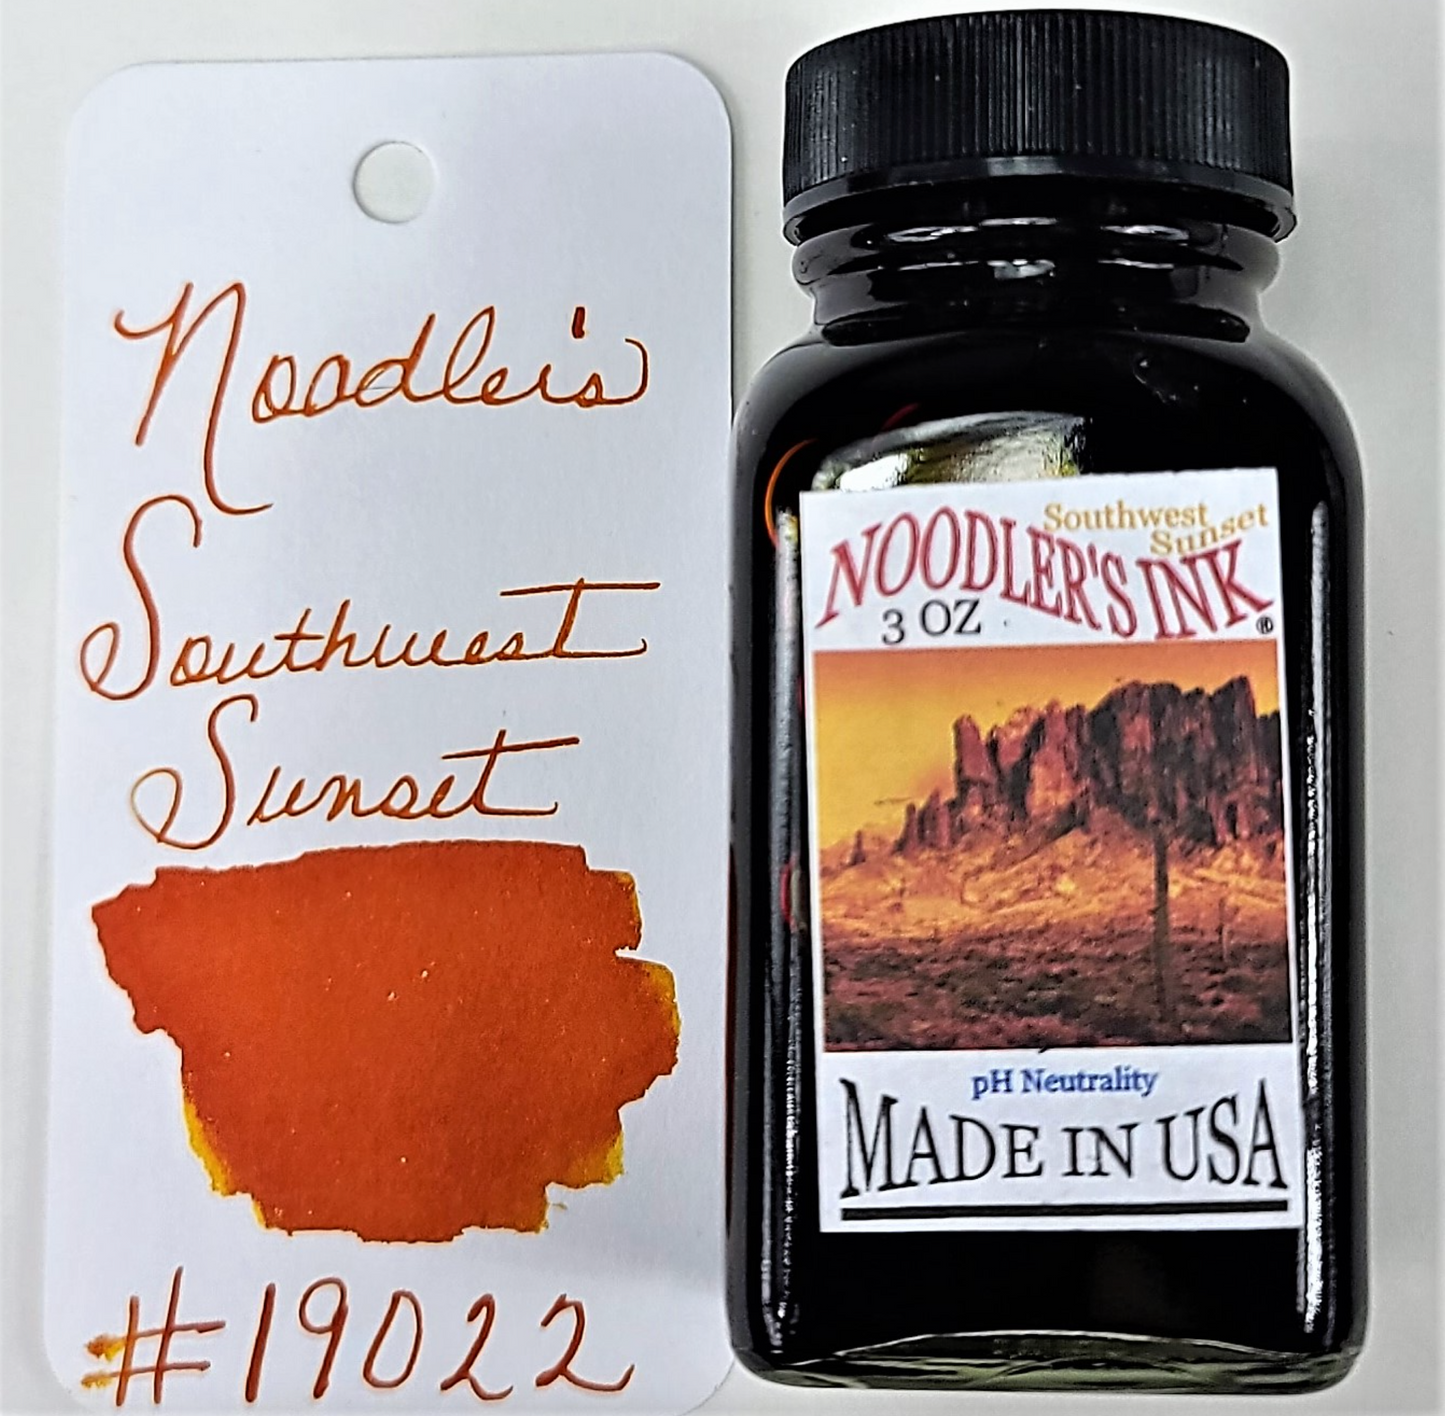 Noodler's
Southwest
Sunset
#19022
Southwest
Sunset
NOODLER'S INK®
3 OZ
pH Neutrality
MADE IN USA